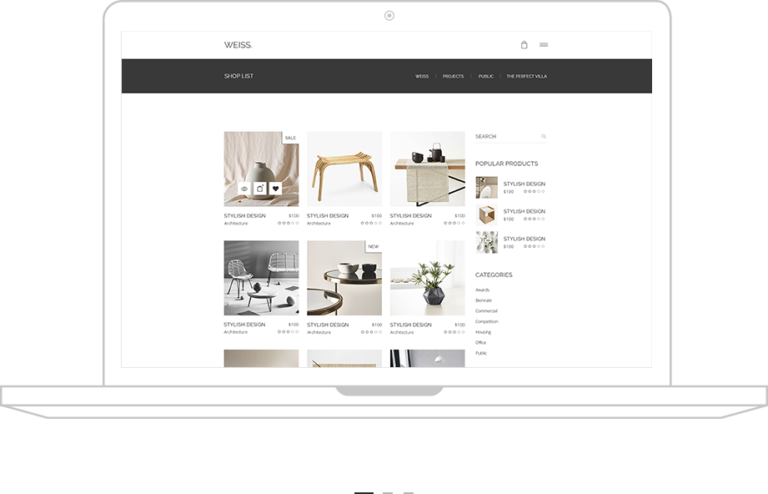 WEISS.
SHOP LIST
WEISS
PROJECTS
PUBLIC
THE PERFECT VILLA
SALE
STYLISH DESIGN $100
Architecture
STYLISH DESIGN $100
Architecture
STYLISH DESIGN $100
Architecture
NEW
STYLISH DESIGN $100
Architecture
STYLISH DESIGN $100
Architecture
STYLISH DESIGN $100
Architecture
SEARCH
POPULAR PRODUCTS
STYLISH DESIGN
$100
STYLISH DESIGN
$100
STYLISH DESIGN
$100
CATEGORIES
Awards
Biennale
Commercial
Competition
Housing
Office
Public